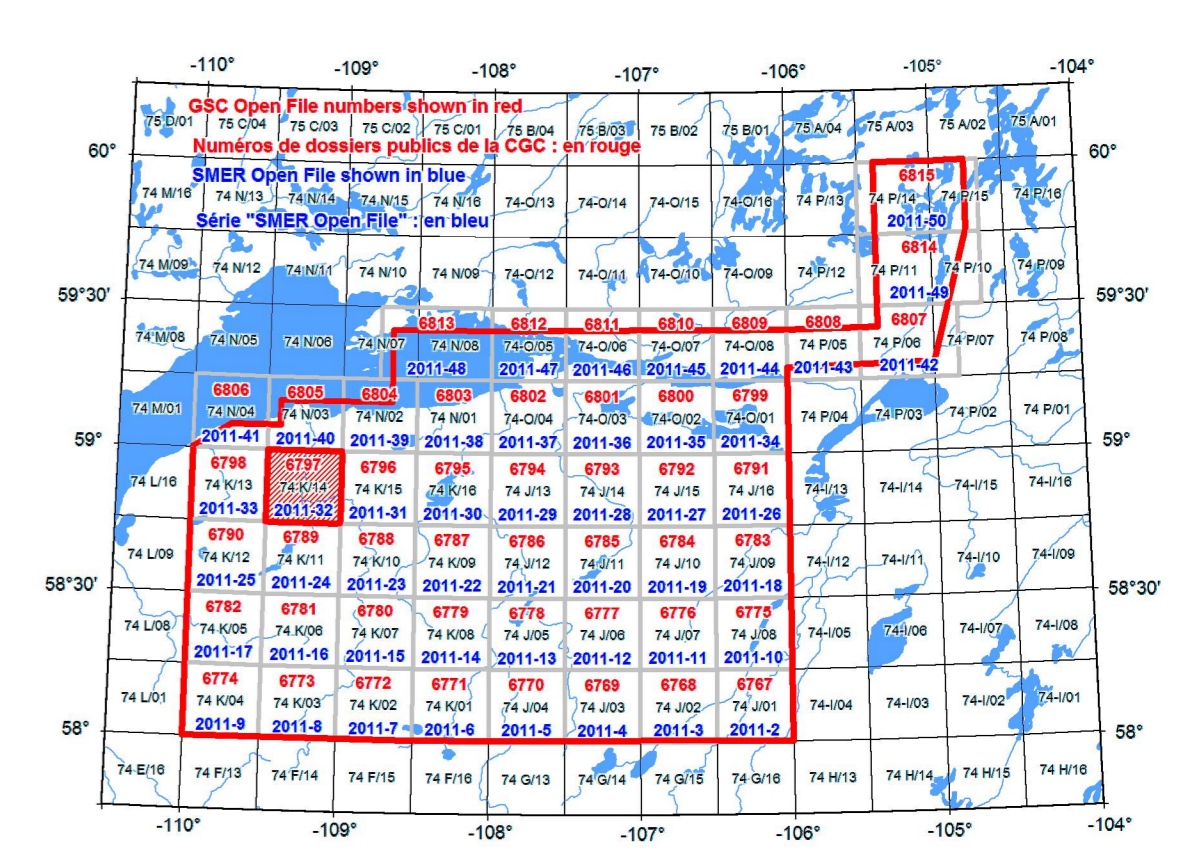 -110° -109° -108° -107° -106° -105° -104°
GSC Open File numbers shown in red
75 D/01 75 C/04 75 C/03 75 C/02 75 C/01 75 B/04 75 B/03 75 B/02 75 B/01 75 A/04 75 A/03 75 A/02 75 A/01
Numéros de dossiers publics de la CGC : en rouge
60° 60°
SMER Open File shown in blue
6815
74 M/16 74 N/13 74 N/14 74 N/15 74 N/16 74-O/13 74-O/14 74-O/15 74-O/16 74 P/13 74 P/14 74 P/15 74 P/16
Série "SMER Open File" : en bleu
2011-50
6814
74 M/09 74 N/12 74 N/11 74 N/10 74 N/09 74-O/12 74-O/11 74-O/10 74-O/09 74 P/12 74 P/11 74 P/10 74 P/09
2011-49
59°30' 59°30'
6813 6812 6811 6810 6809 6808 6807
74 M/08 74 N/05 74 N/06 74 N/07 74 N/08 74-O/05 74-O/06 74-O/07 74-O/08 74 P/05 74 P/06 74 P/07 74 P/08
2011-48 2011-47 2011-46 2011-45 2011-44 2011-43 2011-42
6806 6805 6804 6803 6802 6801 6800 6799
74 M/01 74 N/04 74 N/03 74 N/02 74 N/01 74-O/04 74-O/03 74-O/02 74-O/01 74 P/04 74 P/03 74 P/02 74 P/01
2011-41 2011-40 2011-39 2011-38 2011-37 2011-36 2011-35 2011-34
59° 59°
6798 6797 6796 6795 6794 6793 6792 6791
74 L/16 74 K/13 74 K/14 74 K/15 74 K/16 74 J/13 74 J/14 74 J/15 74 J/16 74-I/13 74-I/14 74-I/15 74-I/16
2011-33 2011-32 2011-31 2011-30 2011-29 2011-28 2011-27 2011-26
6790 6789 6788 6787 6786 6785 6784 6783
74 L/09 74 K/12 74 K/11 74 K/10 74 K/09 74 J/12 74 J/11 74 J/10 74 J/09 74-I/12 74-I/11 74-I/10 74-I/09
2011-25 2011-24 2011-23 2011-22 2011-21 2011-20 2011-19 2011-18
58°30' 58°30'
6782 6781 6780 6779 6778 6777 6776 6775
74 L/08 74 K/05 74 K/06 74 K/07 74 K/08 74 J/05 74 J/06 74 J/07 74 J/08 74-I/05 74-I/06 74-I/07 74-I/08
2011-17 2011-16 2011-15 2011-14 2011-13 2011-12 2011-11 2011-10
6774 6773 6772 6771 6770 6769 6768 6767
74 L/01 74 K/04 74 K/03 74 K/02 74 K/01 74 J/04 74 J/03 74 J/02 74 J/01 74-I/04 74-I/03 74-I/02 74-I/01
2011-9 2011-8 2011-7 2011-6 2011-5 2011-4 2011-3 2011-2
58° 58°
74 E/16 74 F/13 74 F/14 74 F/15 74 F/16 74 G/13 74 G/14 74 G/15 74 G/16 74 H/13 74 H/14 74 H/15 74 H/16
-110° -109° -108° -107° -106° -105° -104°